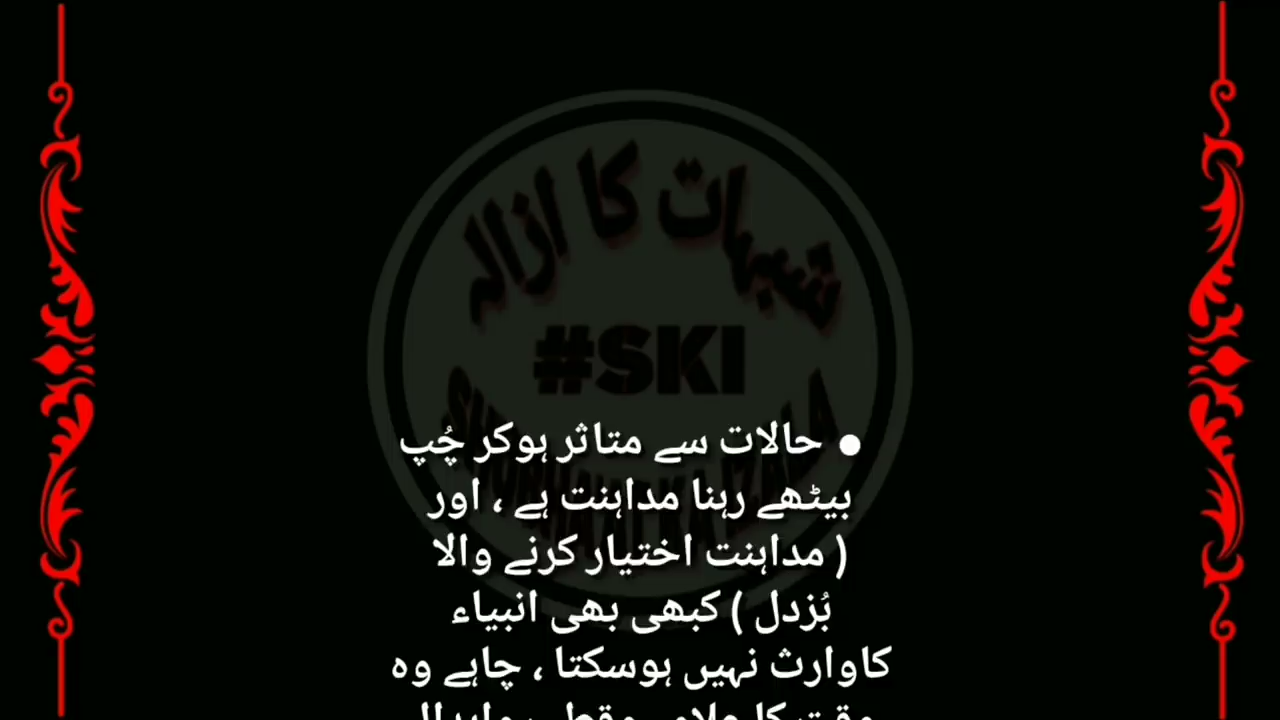 شبہات کا ازالہ
#SKI
• حالات سے متاثر ہوکر چُپ
بیٹھے رہنا مداہنت ہے ، اور
( مداہنت اختیار کرنے والا
بُزدل ) کبھی بھی انبیاء
کاوارث نہیں ہوسکتا ، چاہے وہ